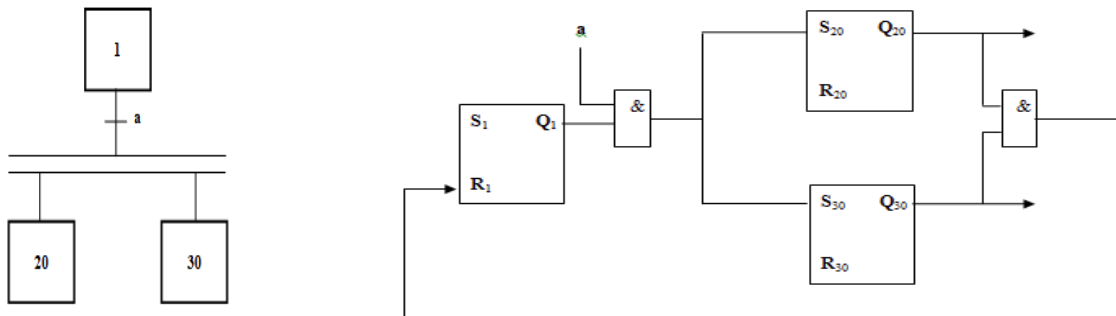 1
a
20
30
a
S₁ Q₁
R₁
&
S₂₀ Q₂₀
R₂₀
&
S₃₀ Q₃₀
R₃₀